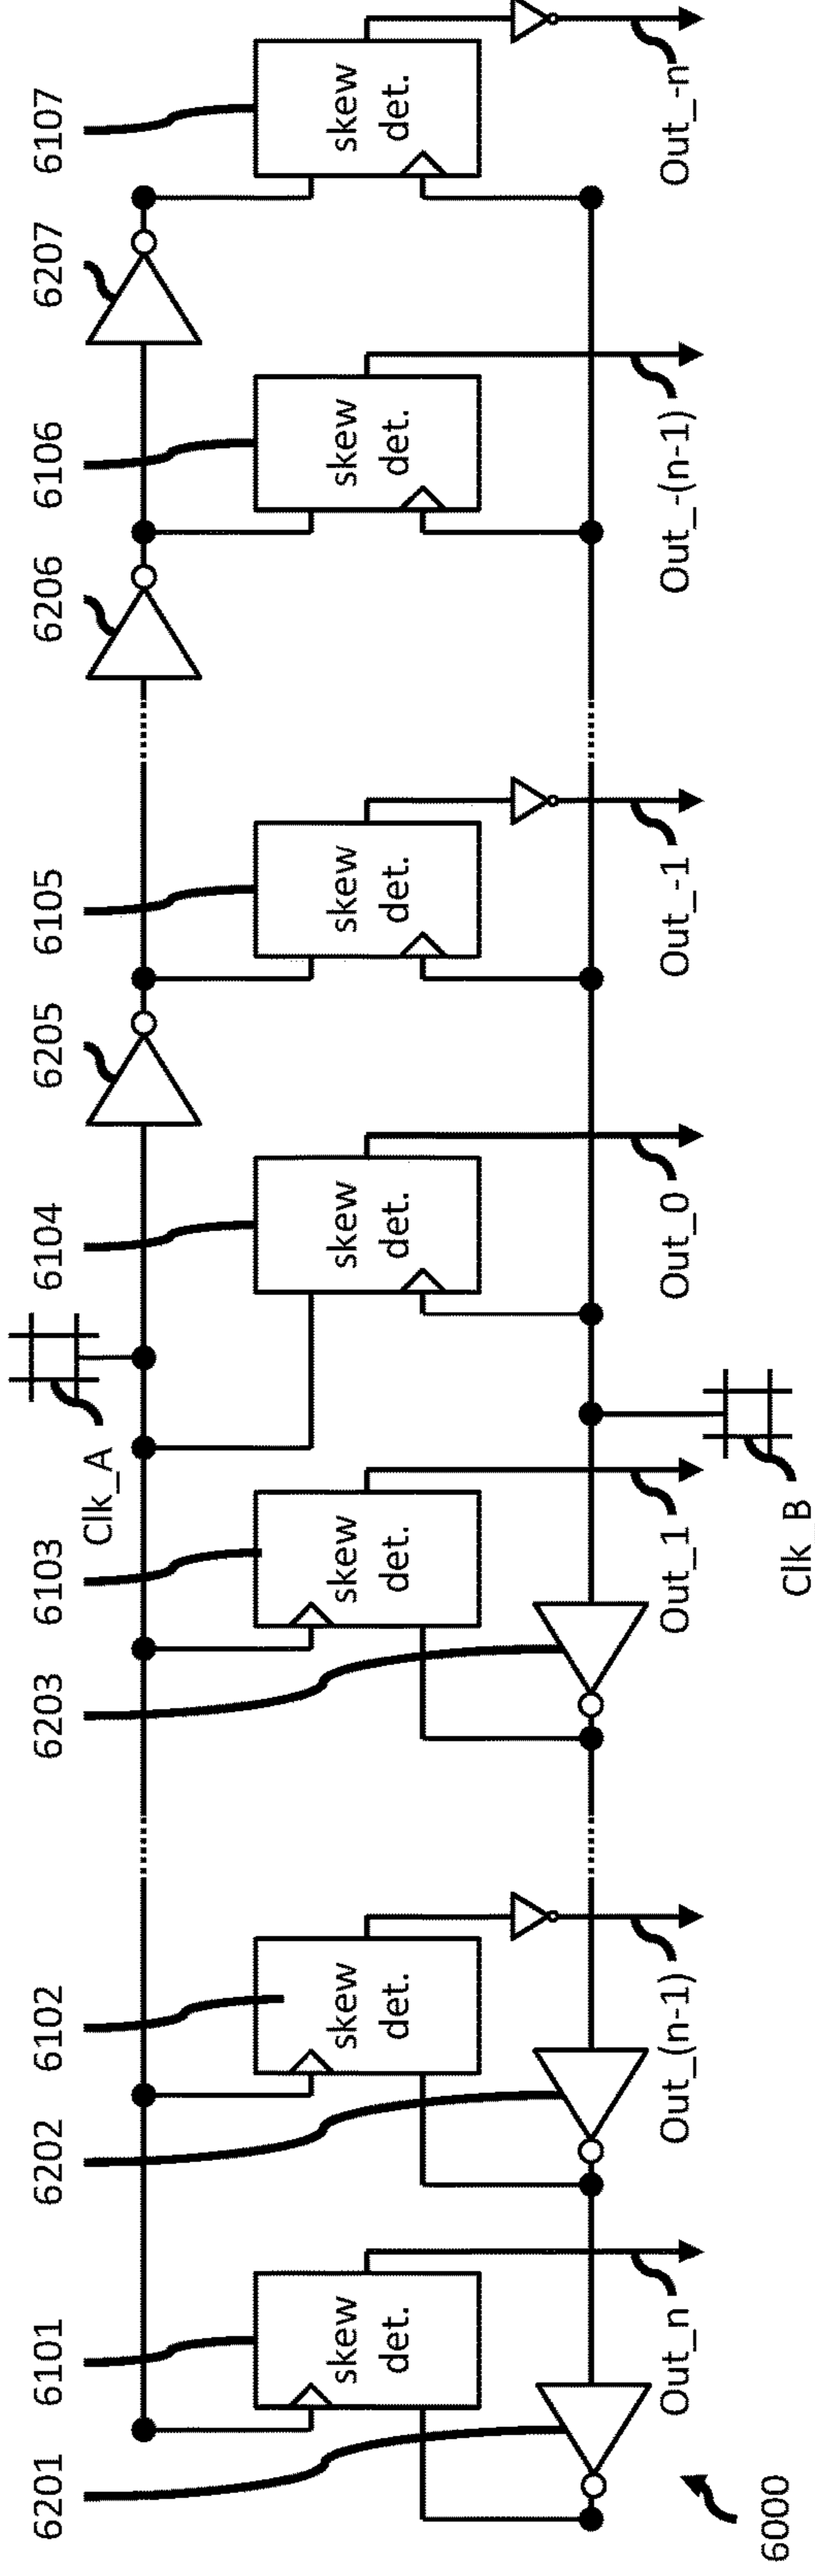 6201
6101
6202
6102
6203
6103
Clk_A
6104
6205
6105
6206
6106
6207
6107
skew
det.
skew
det.
skew
det.
skew
det.
skew
det.
skew
det.
skew
det.
Out_n
Out_(n-1)
Out_1
Out_0
Out_-1
Out_-(n-1)
Out_-n
6000
Clk_B